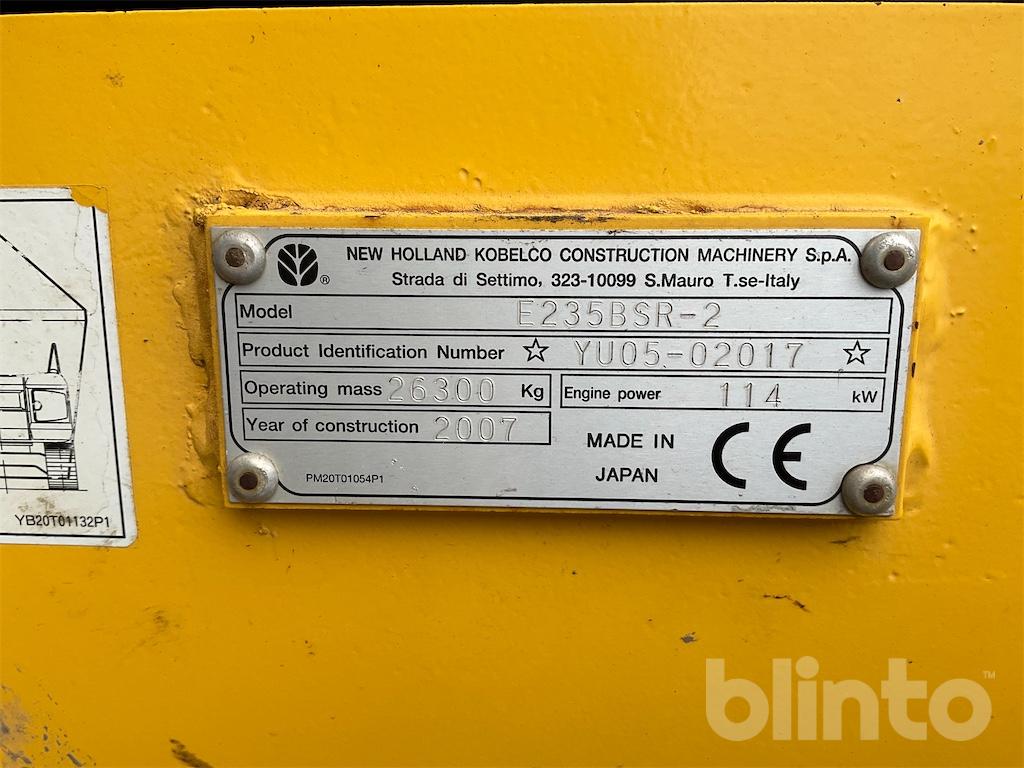 NEW HOLLAND KOBELCO CONSTRUCTION MACHINERY S.p.A.
Strada di Settimo, 323-10099 S.Mauro T.se-Italy
Model E235BSR-2
Product Identification Number ☆ YU05-02017 ☆
Operating mass 26300 Kg Engine power 114 kW
Year of construction 2007
MADE IN
JAPAN
CE
PM20T01054P1
YB20T01132P1
blinto™